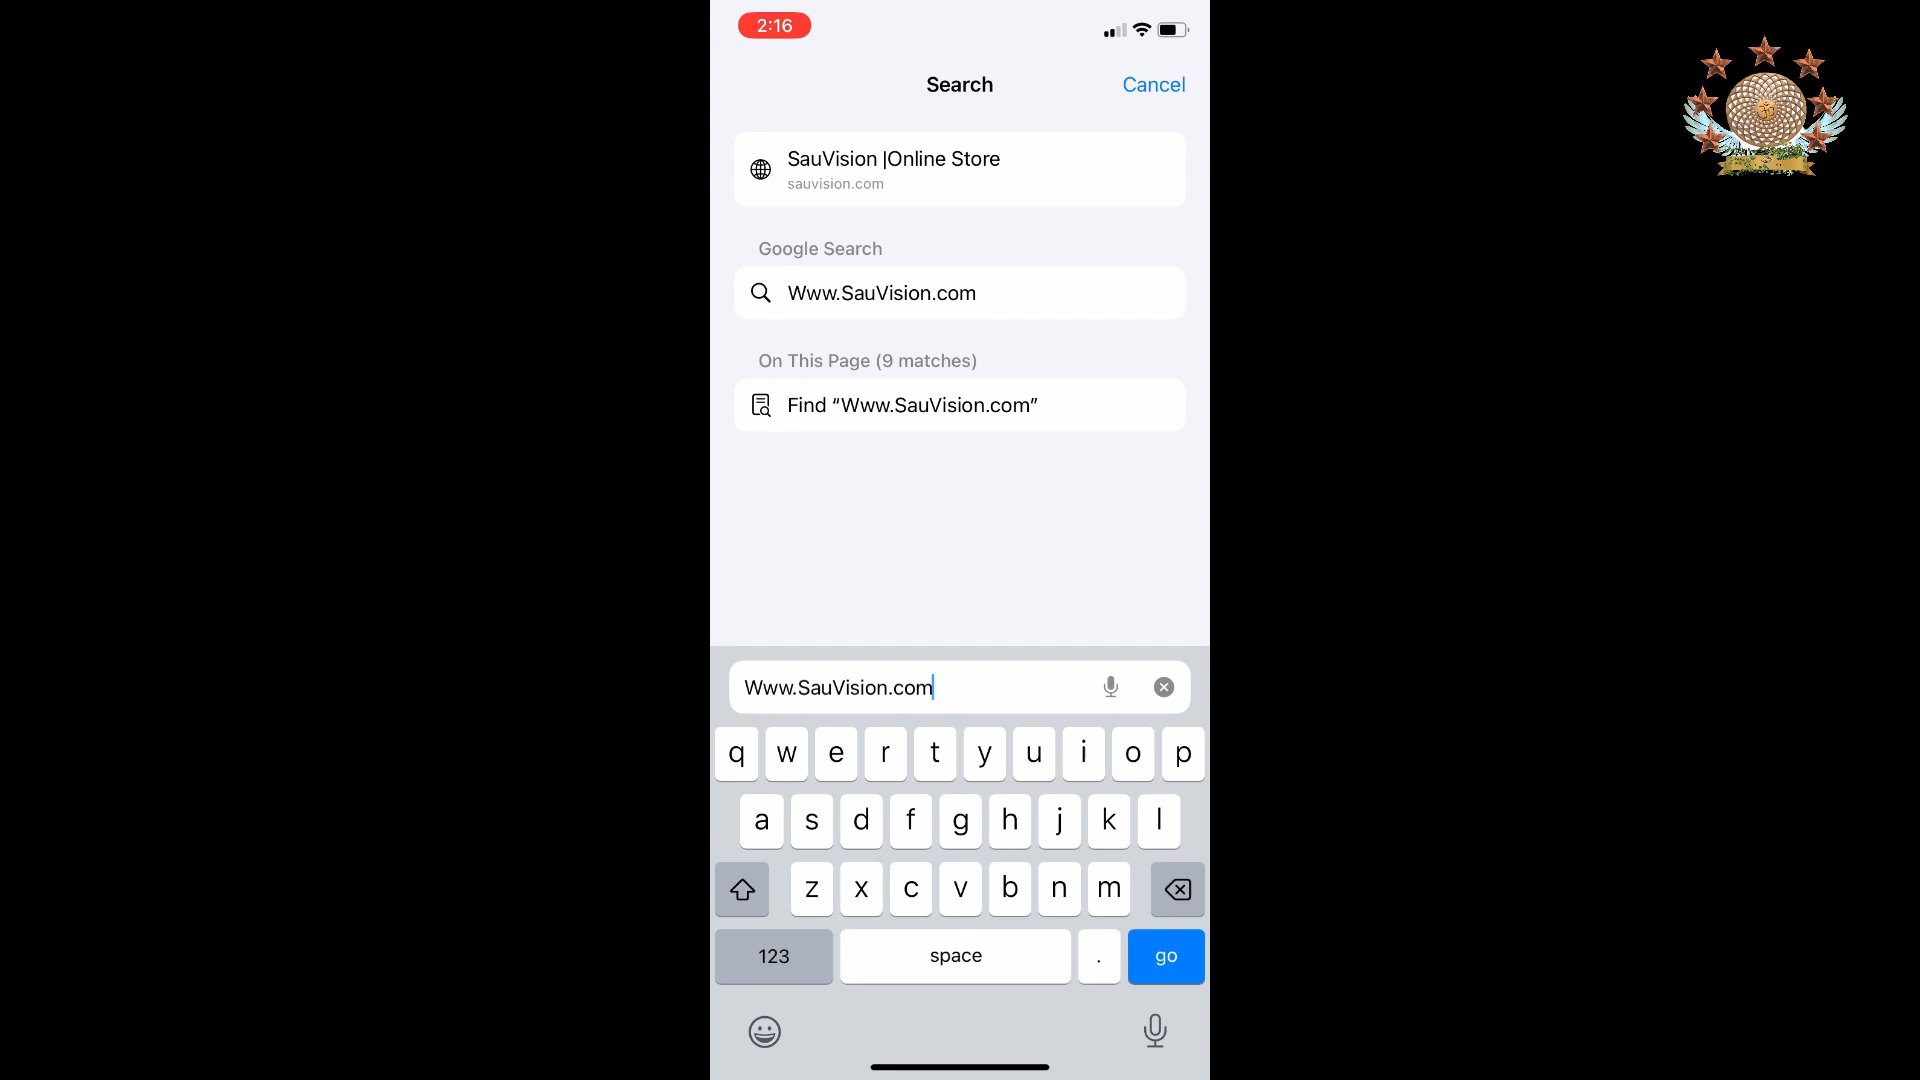 2:16
Search
Cancel
SauVision |Online Store
sauvision.com
Google Search
Www.SauVision.com
On This Page (9 matches)
Find “Www.SauVision.com”
Www.SauVision.com
q w e r t y u i o p
a s d f g h j k l
z x c v b n m
123 space . go
ॐ